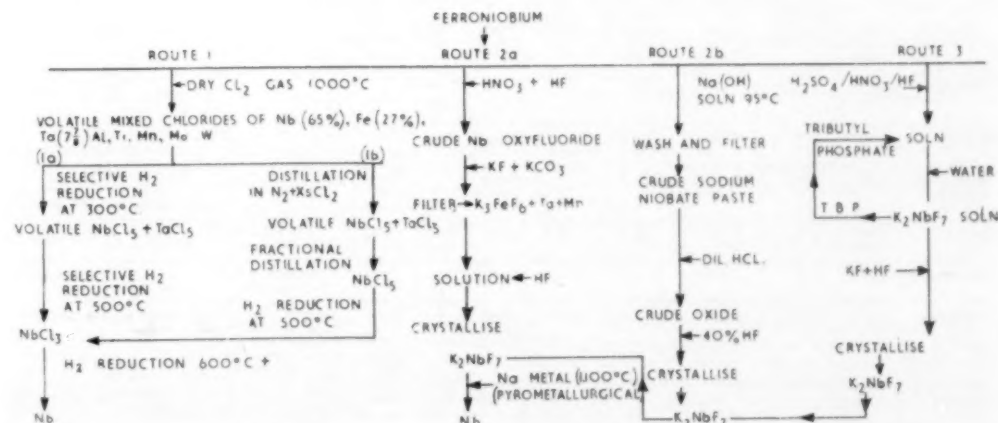 FERRONIOBIUM
ROUTE 1
ROUTE 2a
ROUTE 2b
ROUTE 3
DRY CL2 GAS 1000°C
VOLATILE MIXED CHLORIDES OF Nb (65%), Fe (27%),
Al, Ti, Mn, Mo W
(1a)
(1b)
SELECTIVE H2
REDUCTION
AT 300°C
VOLATILE NbCl5 + TaCl5
SELECTIVE H2
REDUCTION
AT 500°C
NbCl3
H2 REDUCTION 600°C +
Nb
DISTILLATION
IN N2+XsCL2
VOLATILE NbCl5+TaCl5
FRACTIONAL
DISTILLATION
NbCl5
H2 REDUCTION
AT 500°C
HNO3 + HF
CRUDE Nb OXYFLUORIDE
KF + KCO3
FILTER K3FeF6 + Ta+Mn
SOLUTION HF
CRYSTALLISE
K2NbF7
Na METAL (1100°C)
(PYROMETALLURGICAL
Nb
Na(OH)
SOLN 95°C
WASH AND FILTER
CRUDE SODIUM
NIOBATE PASTE
DIL HCL.
CRUDE OXIDE
40% HF
CRYSTALLISE
K2NbF7
H2SO4/HNO3/HF
SOLN
TRIBUTYL
PHOSPHATE
WATER
T B P
K2NbF7 SOLN
KF+HF
CRYSTALLISE
K2NbF7